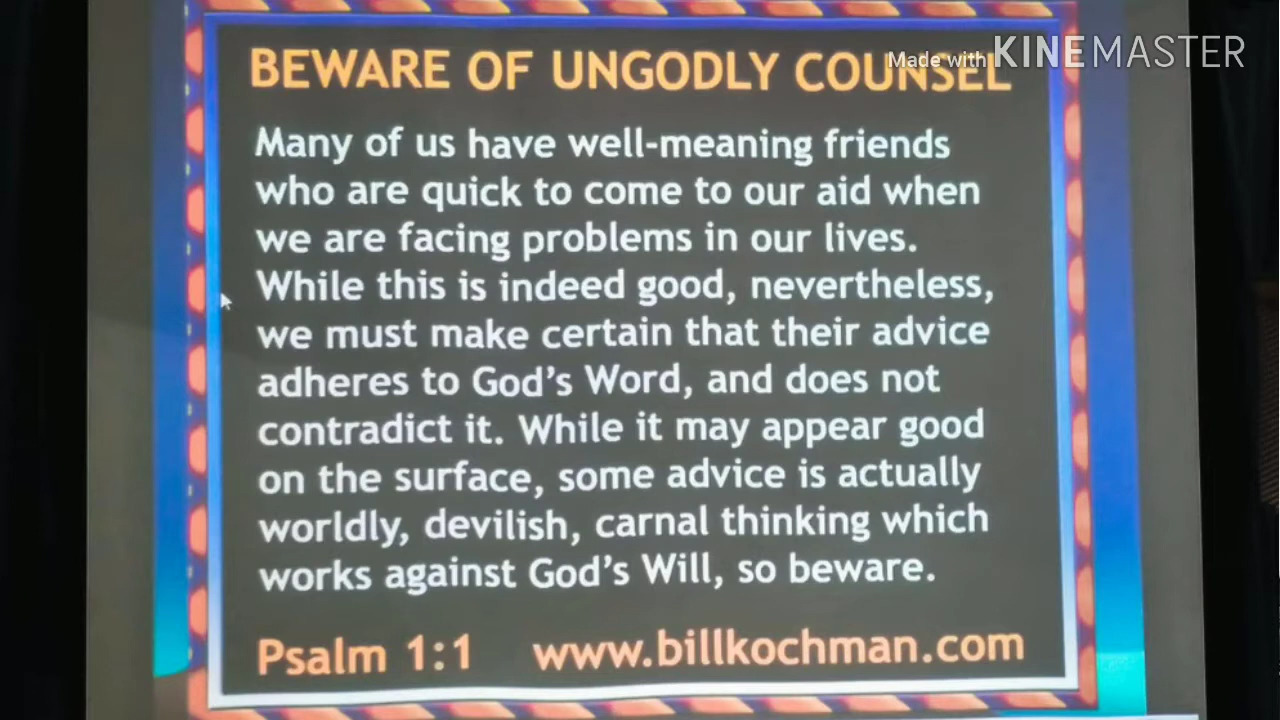 Made with KINEMASTER
BEWARE OF UNGODLY COUNSEL
Many of us have well-meaning friends
who are quick to come to our aid when
we are facing problems in our lives.
While this is indeed good, nevertheless,
we must make certain that their advice
adheres to God's Word, and does not
contradict it. While it may appear good
on the surface, some advice is actually
worldly, devilish, carnal thinking which
works against God's Will, so beware.
Psalm 1:1 www.billkochman.com